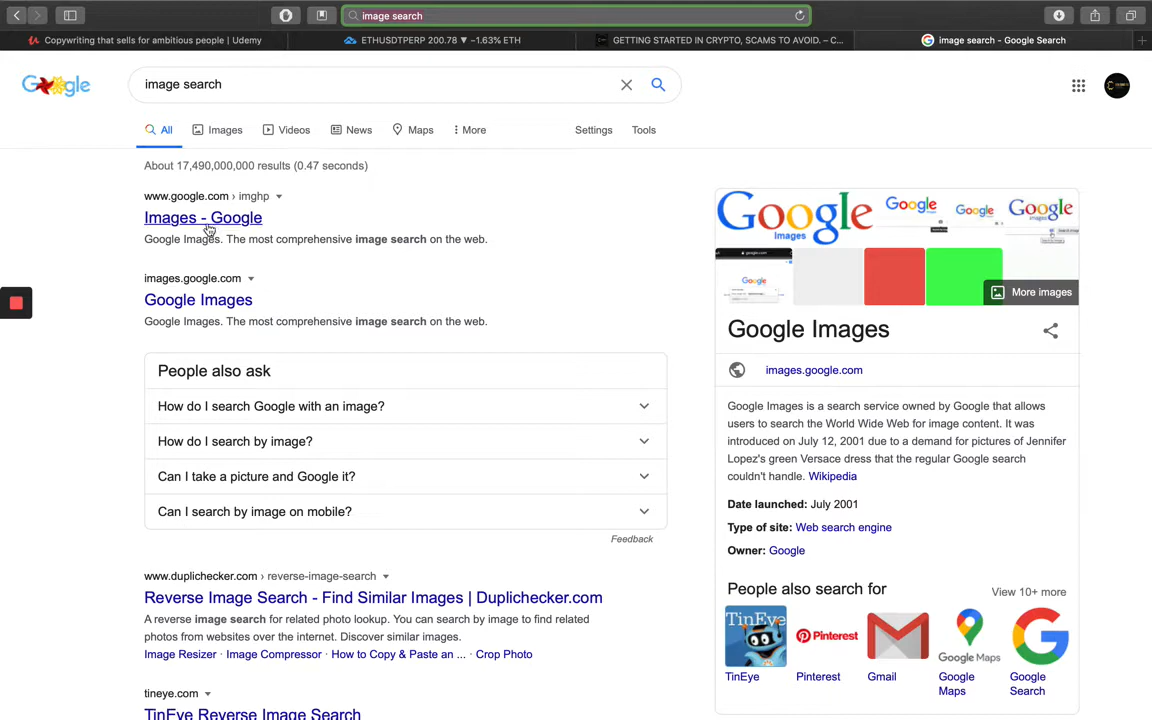 image search
Copywriting that sells for ambitious people | Udemy
ETHUSDTPERP 200.78 ▼ −1.63% ETH
GETTING STARTED IN CRYPTO, SCAMS TO AVOID. – C...
image search - Google Search
Google
image search
All
Images
Videos
News
Maps
More
Settings
Tools
About 17,490,000,000 results (0.47 seconds)
www.google.com › imghp
Images - Google
Google Images. The most comprehensive image search on the web.
images.google.com
Google Images
Google Images. The most comprehensive image search on the web.
People also ask
How do I search Google with an image?
How do I search by image?
Can I take a picture and Google it?
Can I search by image on mobile?
Feedback
www.duplichecker.com › reverse-image-search
Reverse Image Search - Find Similar Images | Duplichecker.com
A reverse image search for related photo lookup. You can search by image to find related
photos from websites over the internet. Discover similar images.
Image Resizer · Image Compressor · How to Copy & Paste an ... · Crop Photo
tineye.com
TinEye Reverse Image Search
Google
images
Google
Google
Google
images
Google
More images
Google Images
images.google.com
Google Images is a search service owned by Google that allows
users to search the World Wide Web for image content. It was
introduced on July 12, 2001 due to a demand for pictures of Jennifer
Lopez's green Versace dress that the regular Google search
couldn't handle. Wikipedia
Date launched: July 2001
Type of site: Web search engine
Owner: Google
People also search for
View 10+ more
TinEye
Pinterest
Google Maps
TinEye
Pinterest
Gmail
Google
Maps
Google
Search